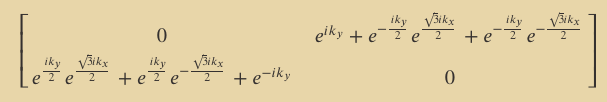 [ 0 e^{ik_y} + e^{-\frac{ik_y}{2}} e^{\frac{\sqrt{3}ik_x}{2}} + e^{-\frac{ik_y}{2}} e^{-\frac{\sqrt{3}ik_x}{2}}
e^{\frac{ik_y}{2}} e^{\frac{\sqrt{3}ik_x}{2}} + e^{\frac{ik_y}{2}} e^{-\frac{\sqrt{3}ik_x}{2}} + e^{-ik_y} 0 ]